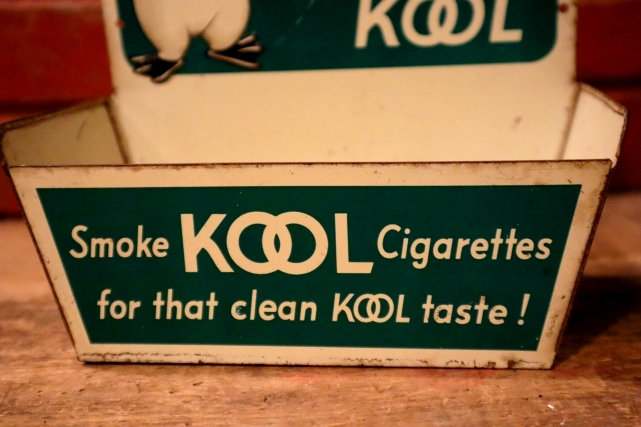 KOOL
Smoke KOOL Cigarettes
for that clean KOOL taste!